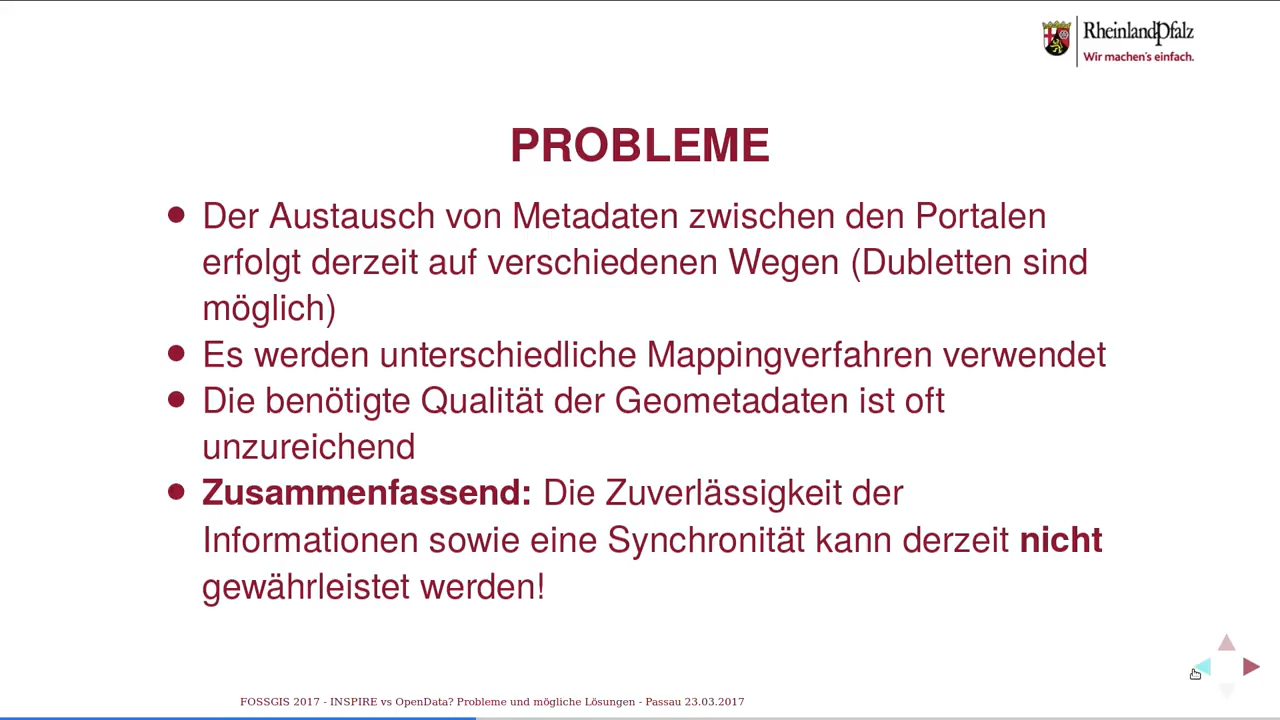 RheinlandPfalz
Wir machen's einfach.
PROBLEME
Der Austausch von Metadaten zwischen den Portalen
erfolgt derzeit auf verschiedenen Wegen (Dubletten sind
möglich)
Es werden unterschiedliche Mappingverfahren verwendet
Die benötigte Qualität der Geometadaten ist oft
unzureichend
Zusammenfassend: Die Zuverlässigkeit der
Informationen sowie eine Synchronität kann derzeit nicht
gewährleistet werden!
FOSSGIS 2017 - INSPIRE vs OpenData? Probleme und mögliche Lösungen - Passau 23.03.2017